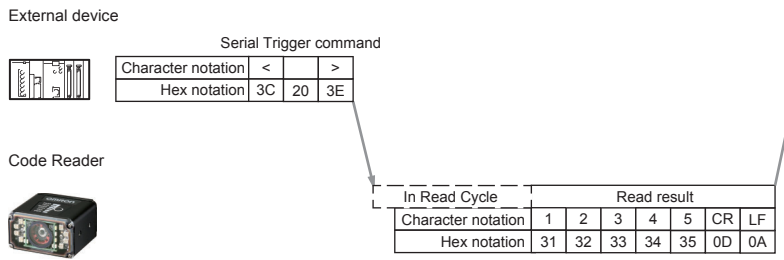 External device
Serial Trigger command
Character notation < >
Hex notation 3C 20 3E
Code Reader
In Read Cycle Read result
Character notation 1 2 3 4 5 CR LF
Hex notation 31 32 33 34 35 0D 0A
omron